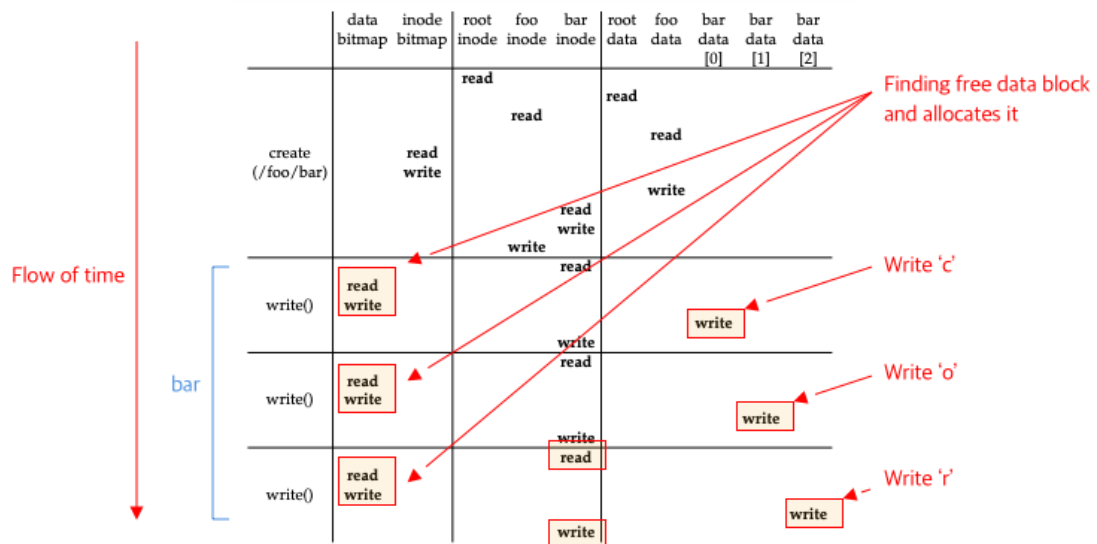 data inode root foo bar root foo bar bar bar
bitmap bitmap inode inode inode data data data data data
[0] [1] [2]
read
Finding free data block
read
and allocates it
read
read
create read
(/foo/bar) write
write
read
write
write
Flow of time
read
Write 'c'
read
write() write
write
write
read
bar
read
Write 'o'
write() write
write
write
read
read
Write 'r'
write() write
write
write